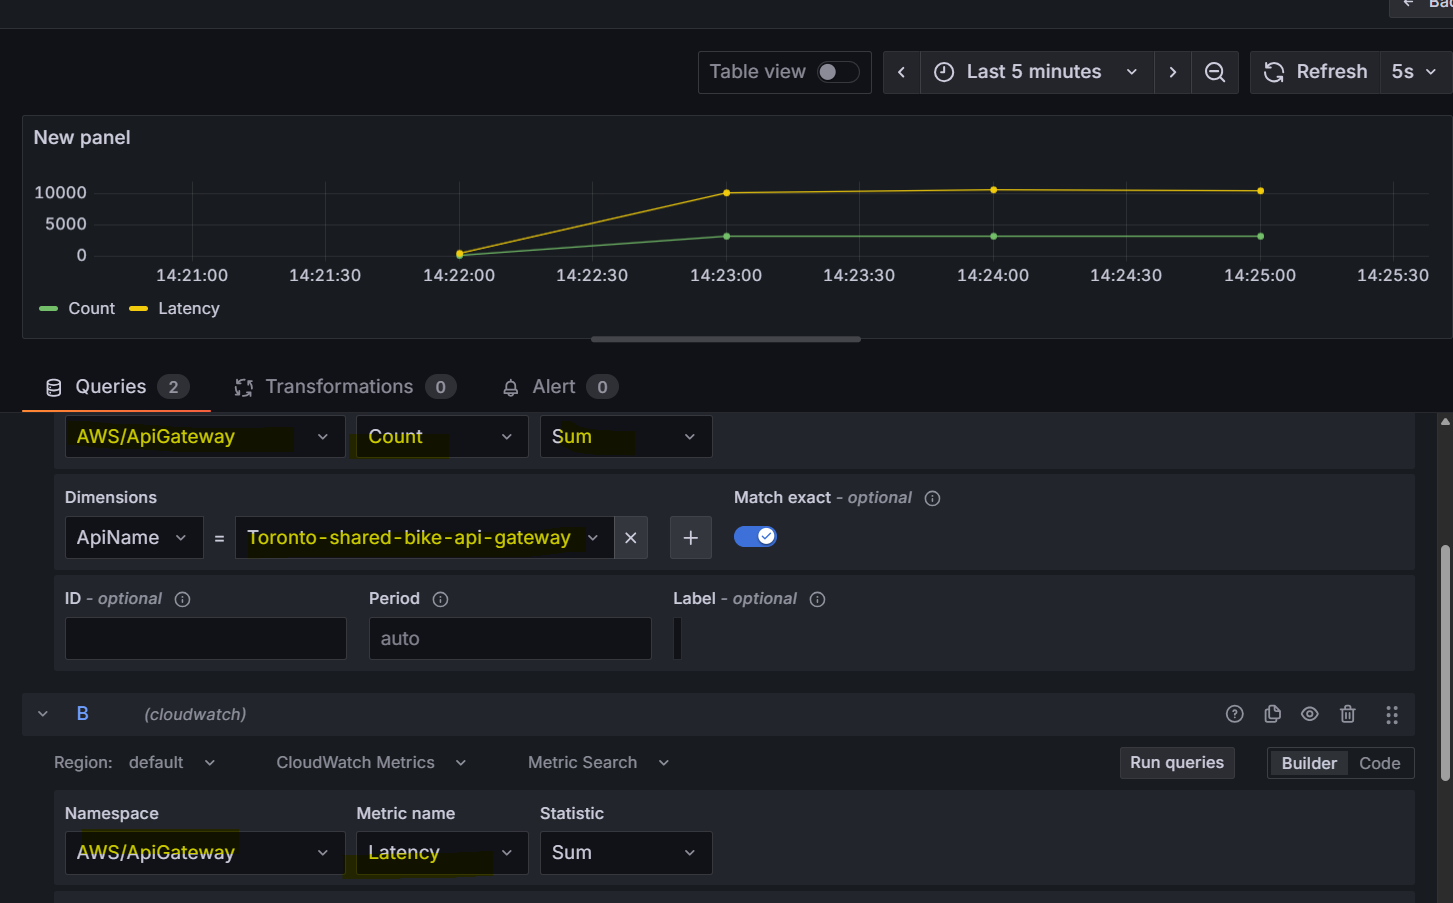 Table view
Last 5 minutes
Refresh
5s
New panel
10000
5000
0
14:21:00 14:21:30 14:22:00 14:22:30 14:23:00 14:23:30 14:24:00 14:24:30 14:25:00 14:25:30
Count Latency
Queries 2 Transformations 0 Alert 0
AWS/ApiGateway Count Sum
Dimensions Match exact - optional
ApiName = Toronto-shared-bike-api-gateway
ID - optional Period Label - optional
auto
B (cloudwatch)
Region: default CloudWatch Metrics Metric Search Run queries Builder Code
Namespace Metric name Statistic
AWS/ApiGateway Latency Sum